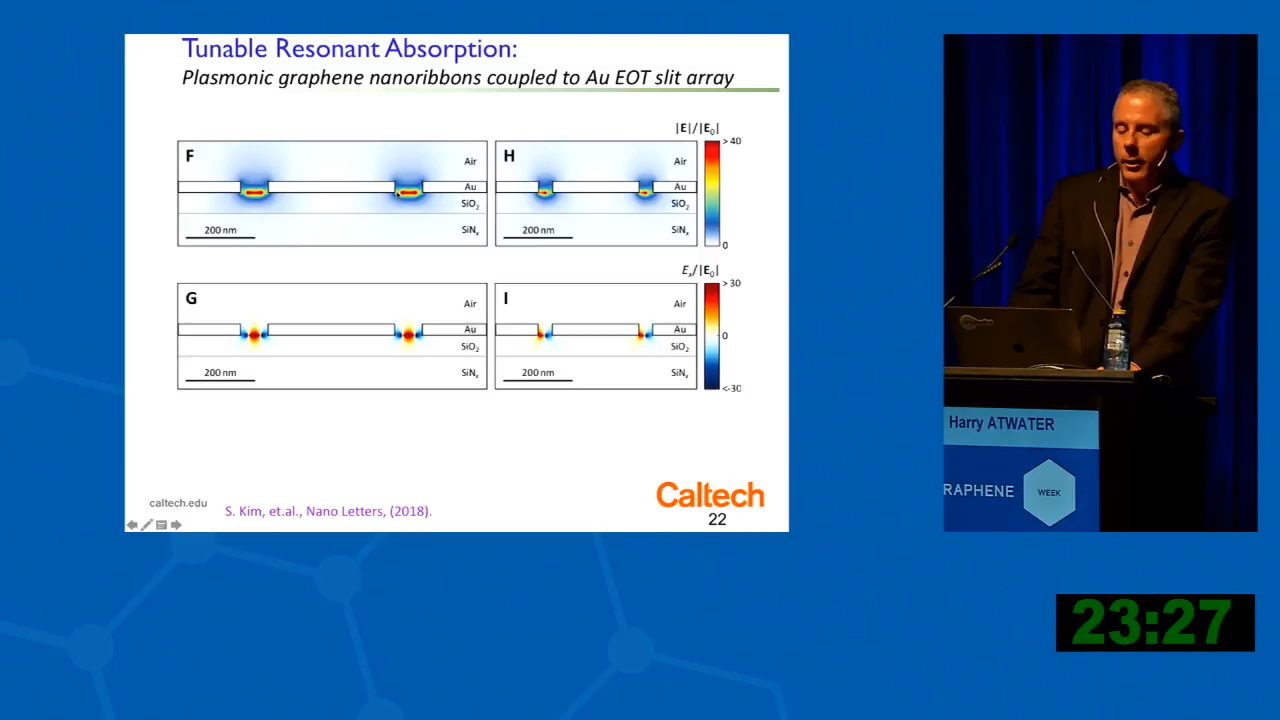 Tunable Resonant Absorption:
Plasmonic graphene nanoribbons coupled to Au EOT slit array
|E|/|E₀|
F
Air
Au
SiO₂
SiNₓ
200 nm
H
Air
Au
SiO₂
SiNₓ
200 nm
> 40
0
Eₓ/|E₀|
G
Air
Au
SiO₂
SiNₓ
200 nm
I
Air
Au
SiO₂
SiNₓ
200 nm
> 30
0
<-30
caltech.edu
S. Kim, et.al., Nano Letters, (2018).
Caltech
22
Harry ATWATER
RAPHENE
WEEK
23:27